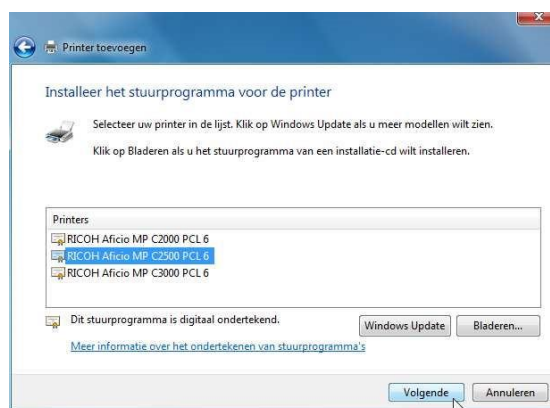 Printer toevoegen
Installeer het stuurprogramma voor de printer
Selecteer uw printer in de lijst. Klik op Windows Update als u meer modellen wilt zien.
Klik op Bladeren als u het stuurprogramma van een installatie-cd wilt installeren.
Printers
RICOH Aficio MP C2000 PCL 6
RICOH Aficio MP C2500 PCL 6
RICOH Aficio MP C3000 PCL 6
Dit stuurprogramma is digitaal ondertekend.
Windows Update
Bladeren...
Meer informatie over het ondertekenen van stuurprogramma's
Volgende
Annuleren